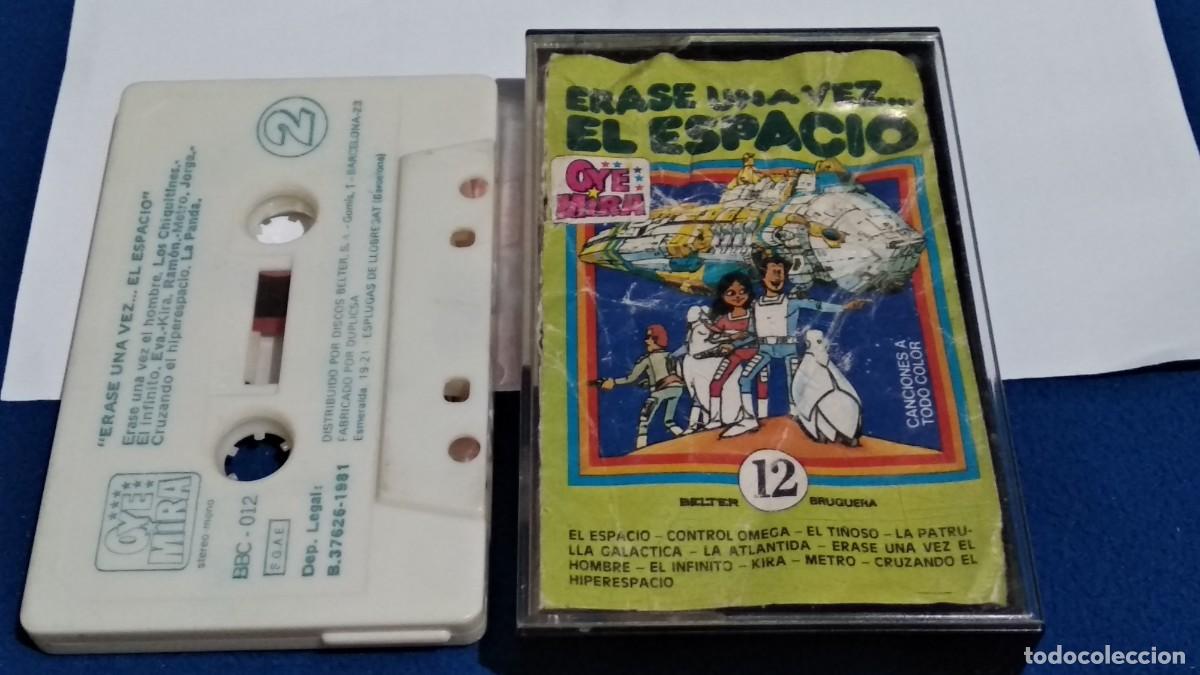 2
"ERASE UNA VEZ... EL ESPACIO"
Erase una vez el hombre, Los Chiquitines.-
El infinito, Eva.-Kira, Ramón.-Metro, Jorge.-
Cruzando el hiperespacio, La Panda.
DISTRIBUIDO POR DISCOS BELTER, S. A. - Gomis, 1 - BARCELONA-23
FABRICADO POR DUPLICSA
Esmeralda, 19-21 - ESPLUGAS DE LLOBREGAT (Barcelona)
OYE
MIRA
stereo-mono
BBC - 012
Dep. Legal:
B.37626-1981
ERASE UNA VEZ...
EL ESPACIO
OYE
MIRA
CANCIONES A
TODO COLOR
12
BELTER
BRUGUERA
EL ESPACIO - CONTROL OMEGA - EL TIÑOSO - LA PATRU-
LLA GALACTICA - LA ATLANTIDA - ERASE UNA VEZ EL
HOMBRE - EL INFINITO - KIRA - METRO - CRUZANDO EL
HIPERESPACIO
todocoleccion